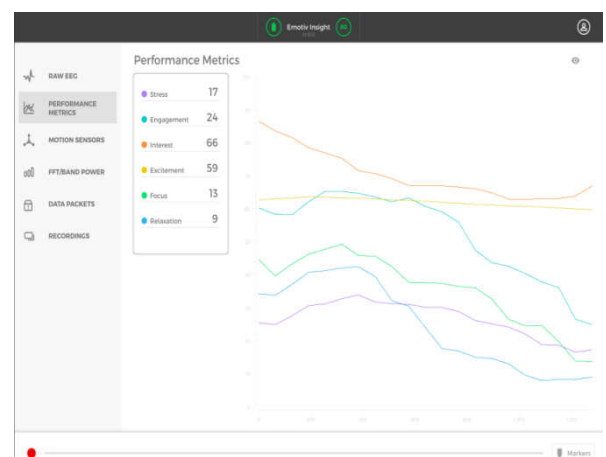 Emotiv Insight
Performance Metrics
RAW EEG
PERFORMANCE
METRICS
MOTION SENSORS
FFT/BAND POWER
DATA PACKETS
RECORDINGS
Stress 17
Engagement 24
Interest 66
Excitement 59
Focus 13
Relaxation 9
Markers